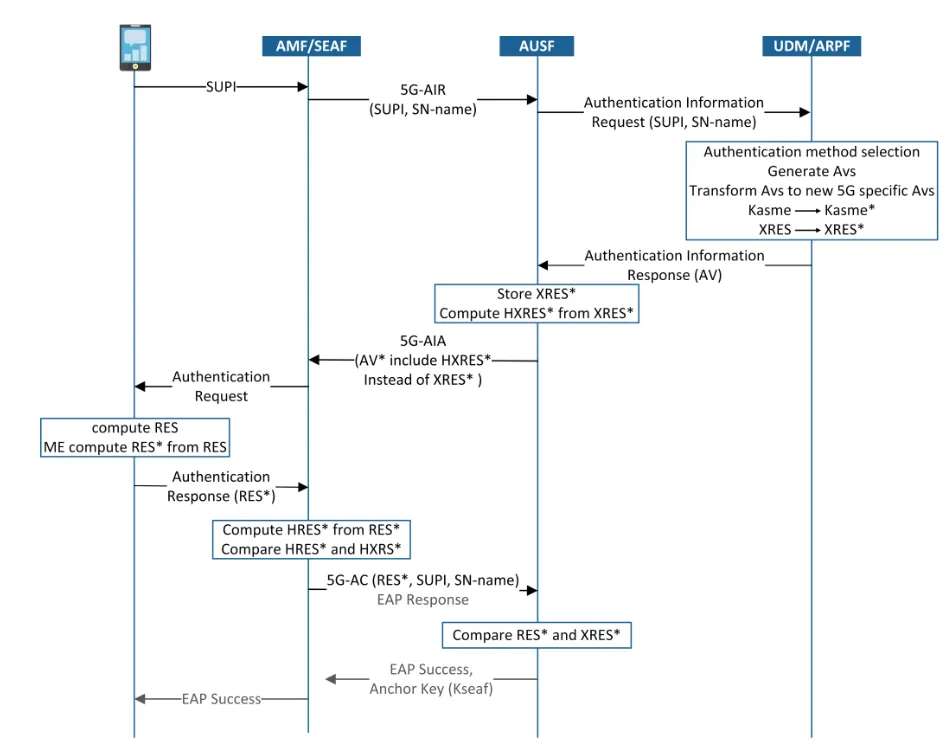 AMF/SEAF
AUSF
UDM/ARPF
SUPI
5G-AIR
(SUPI, SN-name)
Authentication Information
Request (SUPI, SN-name)
Authentication method selection
Generate Avs
Transform Avs to new 5G specific Avs
Kasme → Kasme*
XRES → XRES*
Authentication Information
Response (AV)
Store XRES*
Compute HXRES* from XRES*
5G-AIA
(AV* include HXRES*
Instead of XRES* )
Authentication
Request
compute RES
ME compute RES* from RES
Authentication
Response (RES*)
Compute HRES* from RES*
Compare HRES* and HXRS*
5G-AC (RES*, SUPI, SN-name)
EAP Response
Compare RES* and XRES*
EAP Success,
Anchor Key (Kseaf)
EAP Success